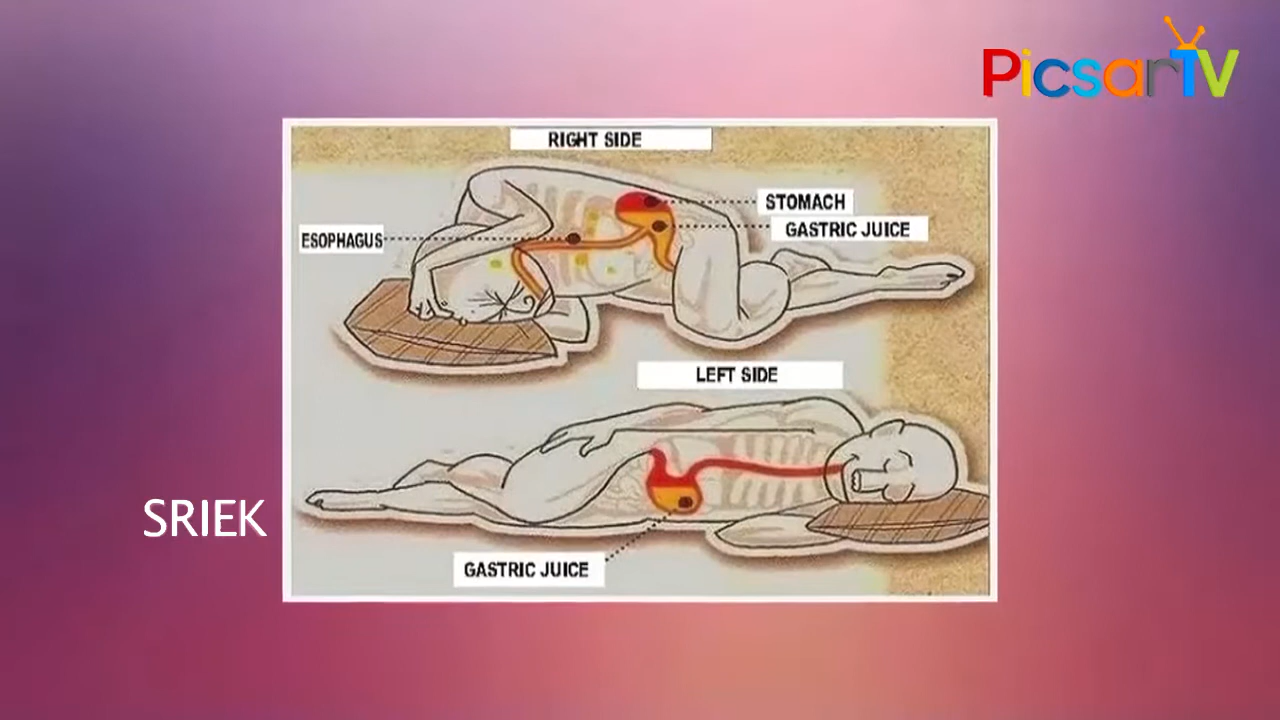 PicsarTV
RIGHT SIDE
STOMACH
GASTRIC JUICE
ESOPHAGUS
LEFT SIDE
SRIEK
GASTRIC JUICE